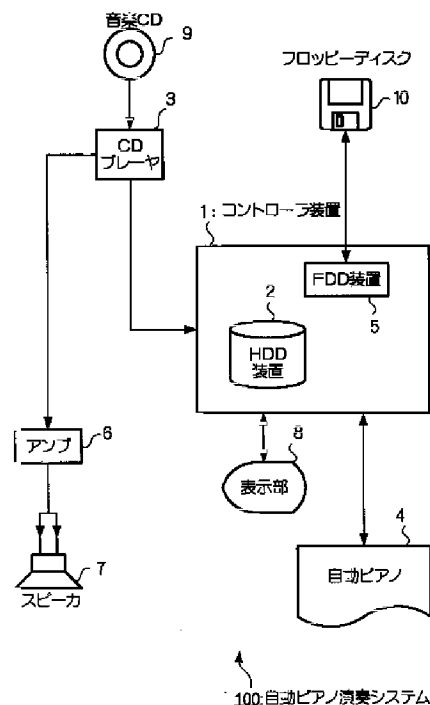 音楽CD
9
フロッピーディスク
10
3
CD
プレーヤ
1:コントローラ装置
FDD装置
5
2
HDD
装置
アンプ
6
8
表示部
4
自動ピアノ
7
スピーカ
100:自動ピアノ演奏システム